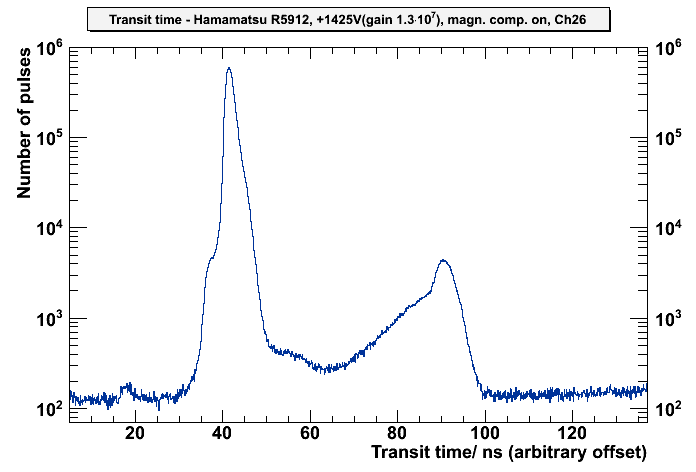 Transit time - Hamamatsu R5912, +1425V(gain 1.3·10⁷), magn. comp. on, Ch26
Number of pulses
10⁶
10⁵
10⁴
10³
10²
10⁶
10⁵
10⁴
10³
10²
20 40 60 80 100 120
Transit time/ ns (arbitrary offset)